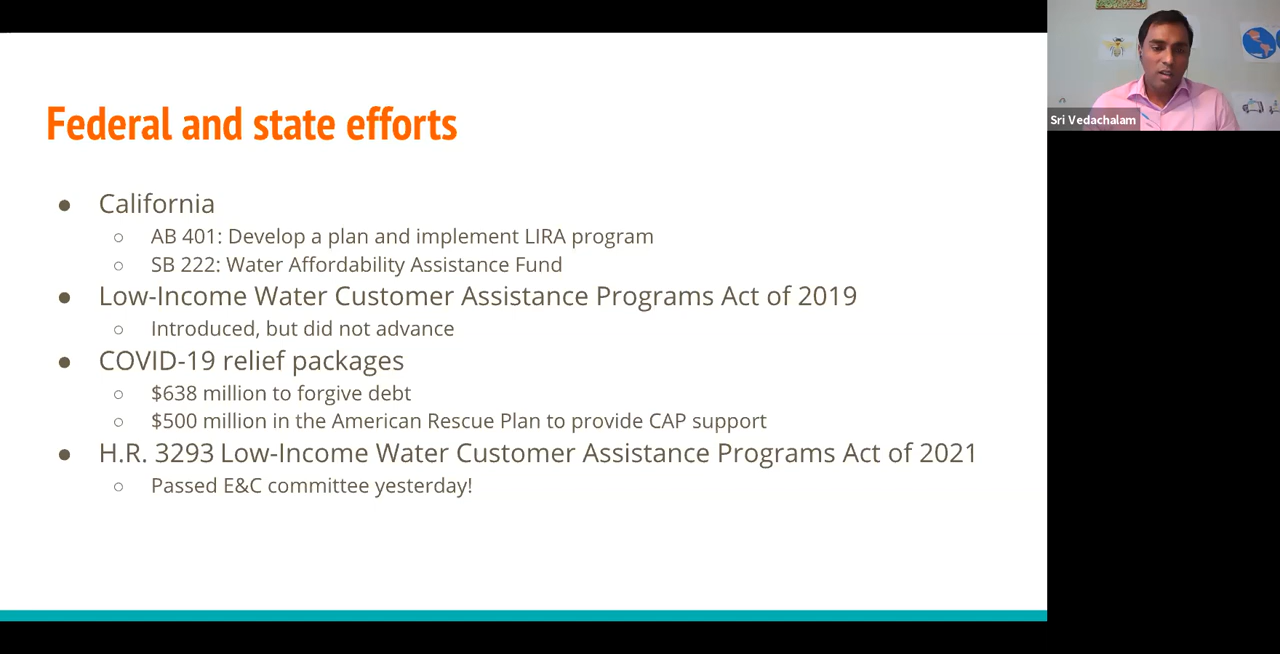 Federal and state efforts
● California
○ AB 401: Develop a plan and implement LIRA program
○ SB 222: Water Affordability Assistance Fund
● Low-Income Water Customer Assistance Programs Act of 2019
○ Introduced, but did not advance
● COVID-19 relief packages
○ $638 million to forgive debt
○ $500 million in the American Rescue Plan to provide CAP support
● H.R. 3293 Low-Income Water Customer Assistance Programs Act of 2021
○ Passed E&C committee yesterday!
Sri Vedachalam